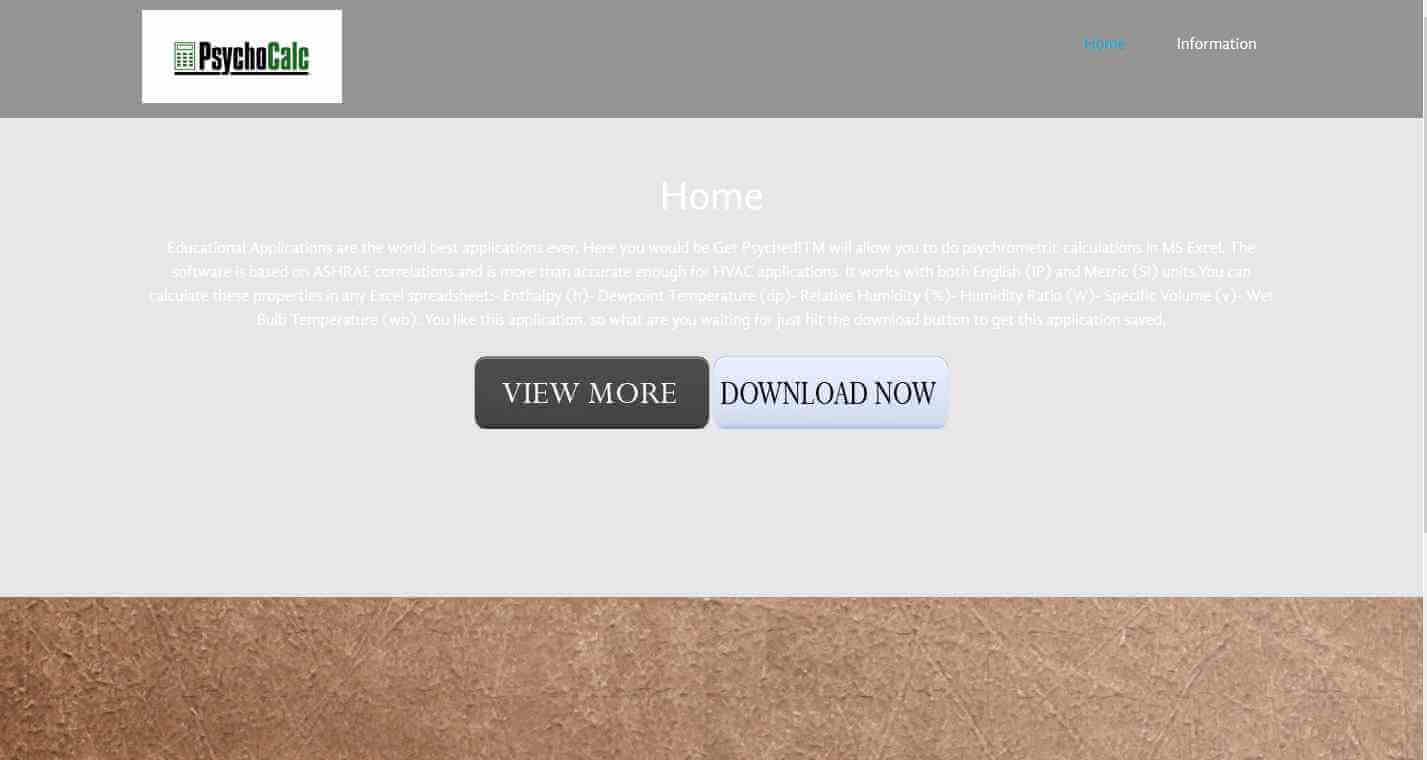 PsychoCalc
Home
Information
Home
Educational Applications are the world best applications ever. Here you would be Get Psyched!TM will allow you to do psychrometric calculations in MS Excel. The
software is based on ASHRAE correlations and is more than accurate enough for HVAC applications. It works with both English (IP) and Metric (SI) units.You can
calculate these properties in any Excel spreadsheet:- Enthalpy (h)- Dewpoint Temperature (dp)- Relative Humidity (%)- Humidity Ratio (W)- Specific Volume (v)- Wet
Bulb Temperature (wb). You like this application, so what are you waiting for just hit the download button to get this application saved.
VIEW MORE
DOWNLOAD NOW